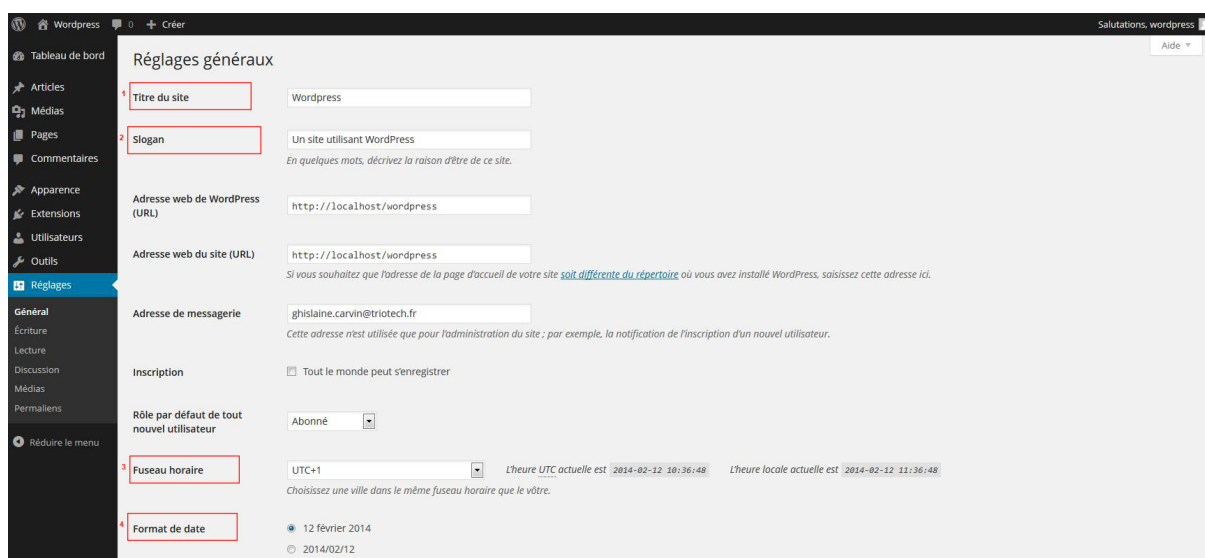 Wordpress 0 + Créer Salutations, wordpress
Aide
Tableau de bord
Articles
Médias
Pages
Commentaires
Apparence
Extensions
Utilisateurs
Outils
Réglages
Général
Écriture
Lecture
Discussion
Médias
Permaliens
Réduire le menu
Réglages généraux
1 Titre du site Wordpress
2 Slogan Un site utilisant WordPress
En quelques mots, décrivez la raison d'être de ce site.
Adresse web de WordPress
(URL) http://localhost/wordpress
Adresse web du site (URL) http://localhost/wordpress
Si vous souhaitez que l'adresse de la page d'accueil de votre site soit différente du répertoire où vous avez installé WordPress, saisissez cette adresse ici.
Adresse de messagerie ghislaine.carvin@triotech.fr
Cette adresse n'est utilisée que pour l'administration du site ; par exemple, la notification de l'inscription d'un nouvel utilisateur.
Inscription Tout le monde peut s'enregistrer
Rôle par défaut de tout
nouvel utilisateur Abonné
3 Fuseau horaire UTC+1 L'heure UTC actuelle est 2014-02-12 10:36:48 L'heure locale actuelle est 2014-02-12 11:36:48
Choisissez une ville dans le même fuseau horaire que le vôtre.
4 Format de date 12 février 2014
2014/02/12